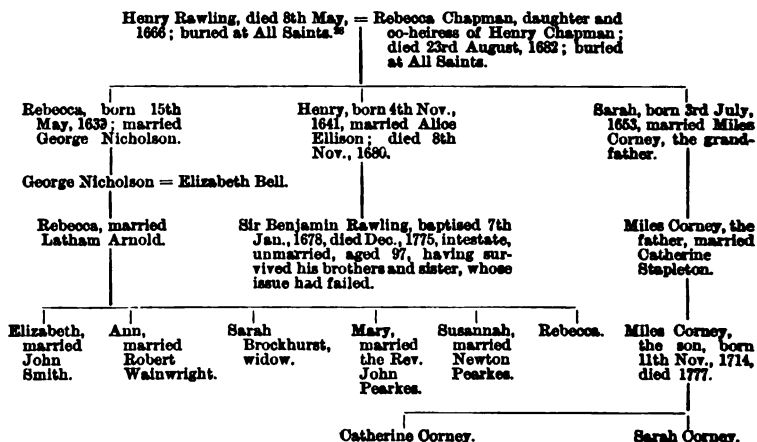 Henry Rawling, died 8th May, = Rebecca Chapman, daughter and
1666; buried at All Saints.²⁸ co-heiress of Henry Chapman;
died 23rd August, 1682; buried
at All Saints.
Rebecca, born 15th
May, 1639; married
George Nicholson.
Henry, born 4th Nov.,
1641, married Alice
Ellison; died 8th
Nov., 1680.
Sarah, born 3rd July,
1653, married Miles
Corney, the grand-
father.
George Nicholson = Elizabeth Bell.
Rebecca, married
Latham Arnold.
Sir Benjamin Rawling, baptised 7th
Jan., 1678, died Dec., 1775, intestate,
unmarried, aged 97, having sur-
vived his brothers and sister, whose
issue had failed.
Miles Corney, the
father, married
Catherine
Stapleton.
Elizabeth,
married
John
Smith.
Ann,
married
Robert
Wainwright.
Sarah
Brockhurst,
widow.
Mary,
married
the Rev.
John
Pearkes.
Susannah,
married
Newton
Pearkes.
Rebecca.
Miles Corney,
the son, born
11th Nov., 1714,
died 1777.
Catherine Corney.
Sarah Corney.